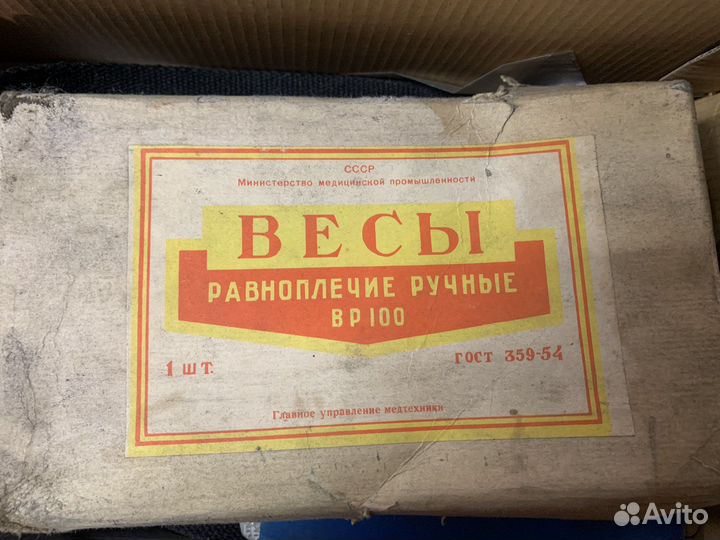 СССР
Министерство медицинской промышленности
ВЕСЫ
РАВНОПЛЕЧИЕ РУЧНЫЕ
ВР100
1 ШТ.
ГОСТ 359-54
Главное управление медтехники
Avito